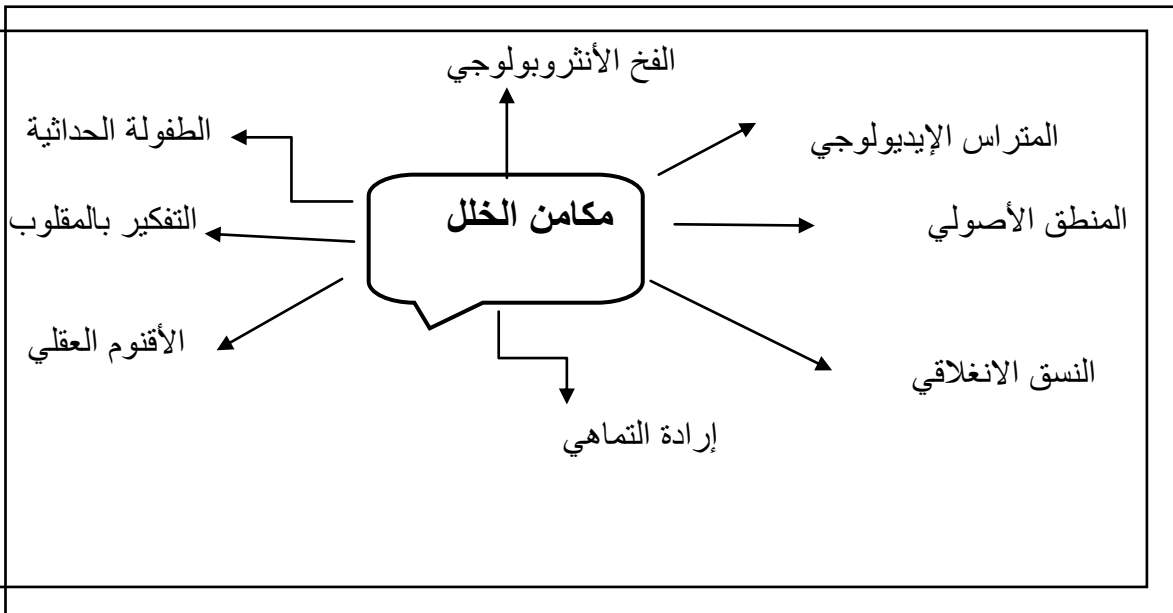 الفخ الأنثروبولوجي
المتراس الإيديولوجي
الطفولة الحداثية
مكامن الخلل
المنطق الأصولي
التفكير بالمقلوب
الأقنوم العقلي
النسق الانغلاقي
إرادة التماهي